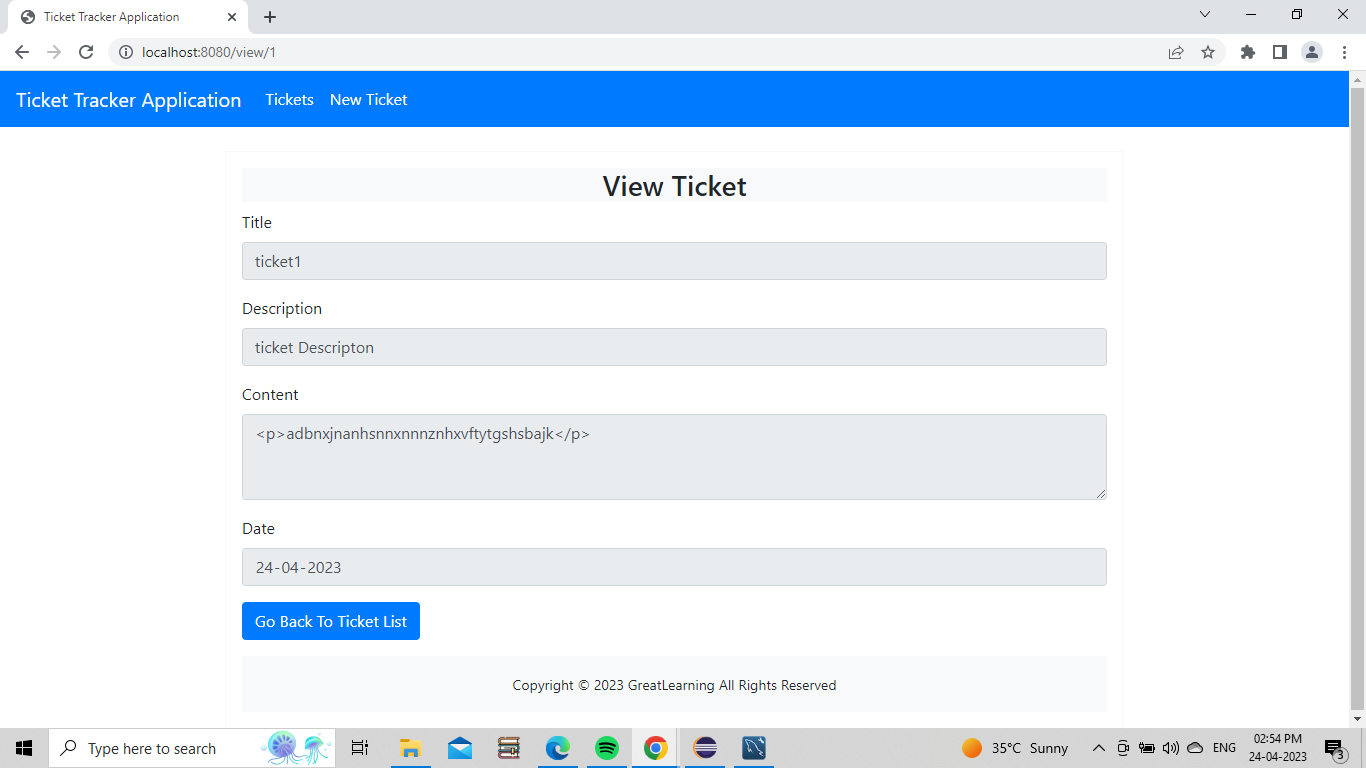 Ticket Tracker Application
localhost:8080/view/1
Ticket Tracker Application Tickets New Ticket
View Ticket
Title
ticket1
Description
ticket Descripton
Content
<p>adbnxjnanhsnnxnnnznhxvftytgshsbajk</p>
Date
24-04-2023
Go Back To Ticket List
Copyright © 2023 GreatLearning All Rights Reserved
Type here to search
35°C Sunny
ENG
02:54 PM
24-04-2023
3